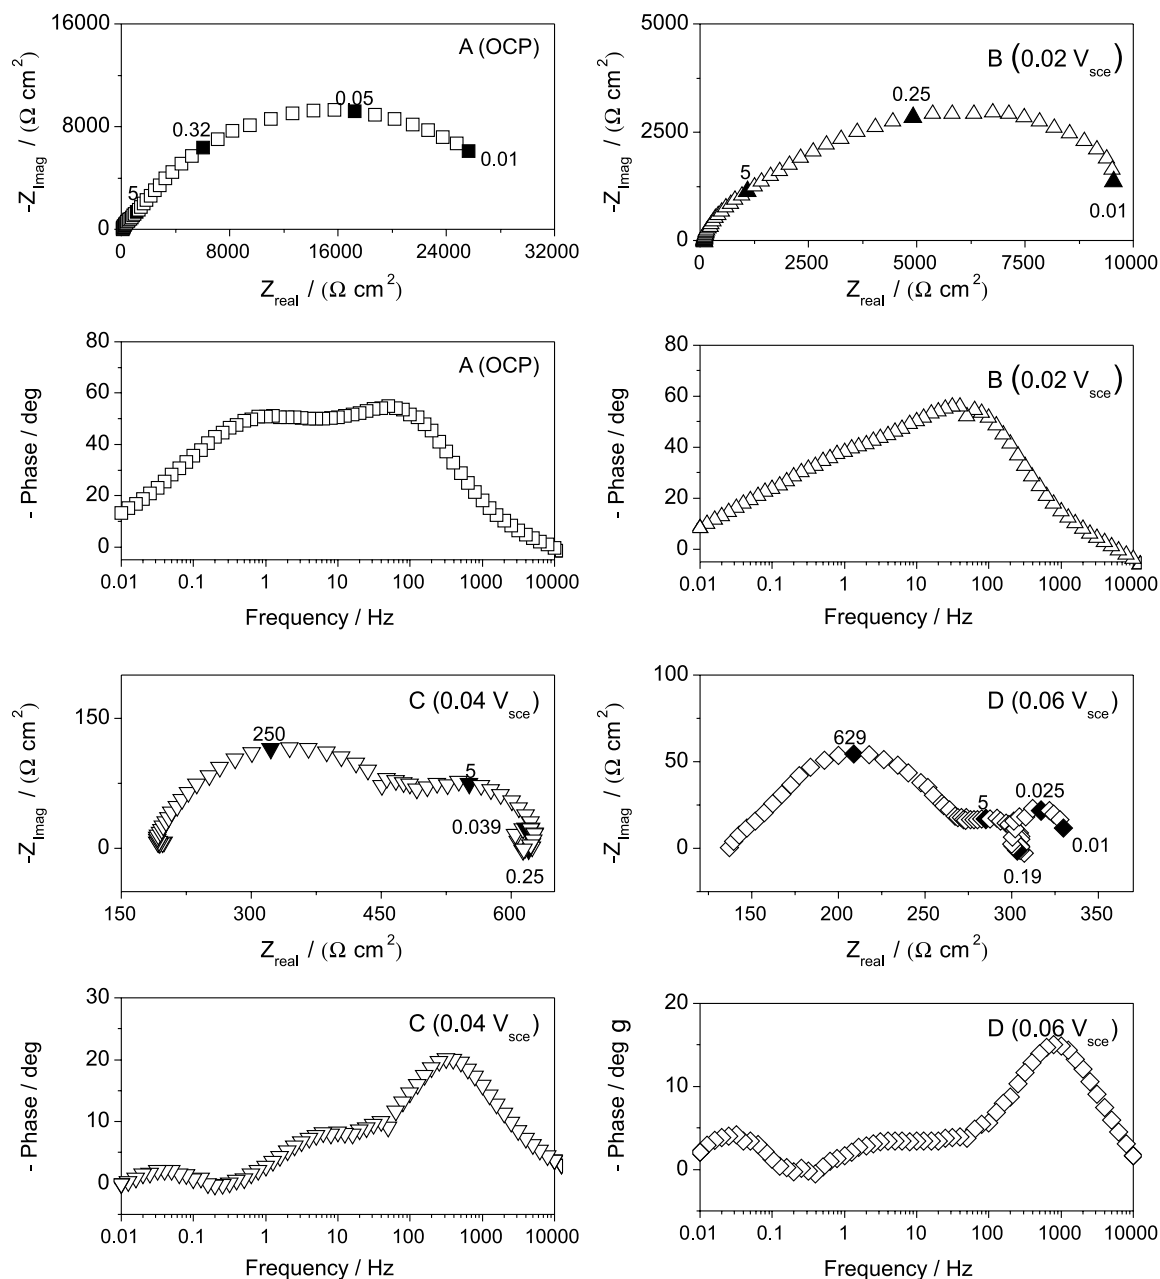 16000
8000
0
-Z_Imag / (Ω cm²)
A (OCP)
0.05
0.32
0.01
5
0 8000 16000 24000 32000
Z_real / (Ω cm²)
5000
2500
0
-Z_Imag / (Ω cm²)
B (0.02 V_sce)
0.25
5
0.01
0 2500 5000 7500 10000
Z_real / (Ω cm²)
80
60
40
20
0
- Phase / deg
A (OCP)
0.01 0.1 1 10 100 1000 10000
Frequency / Hz
80
60
40
20
0
- Phase / deg
B (0.02 V_sce)
0.01 0.1 1 10 100 1000 10000
Frequency / Hz
150
0
-Z_Imag / (Ω cm²)
C (0.04 V_sce)
250
5
0.039
0.25
150 300 450 600
Z_real / (Ω cm²)
100
50
0
-Z_Imag / (Ω cm²)
D (0.06 V_sce)
629
0.025
5
0.01
0.19
150 200 250 300 350
Z_real / (Ω cm²)
30
20
10
0
- Phase / deg
C (0.04 V_sce)
0.01 0.1 1 10 100 1000 10000
Frequency / Hz
20
10
0
- Phase / deg g
D (0.06 V_sce)
0.01 0.1 1 10 100 1000 10000
Frequency / Hz